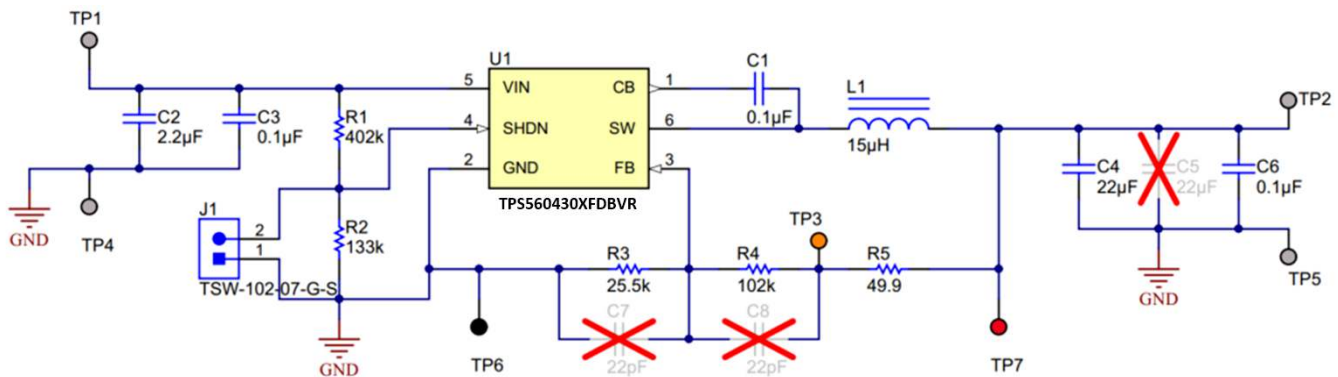 TP1
U1
C1
L1
TP2
5
VIN
CB
1
C2
2.2µF
C3
0.1µF
R1
402k
0.1µF
4
SHDN
SW
6
15µH
2
GND
FB
3
C4
22µF
C5
22µF
C6
0.1µF
TPS560430XFDBVR
GND
TP4
J1
2
1
TSW-102-07-G-S
R2
133k
TP3
R3
25.5k
R4
102k
R5
49.9
TP5
GND
C7
22pF
C8
22pF
GND
TP6
TP7